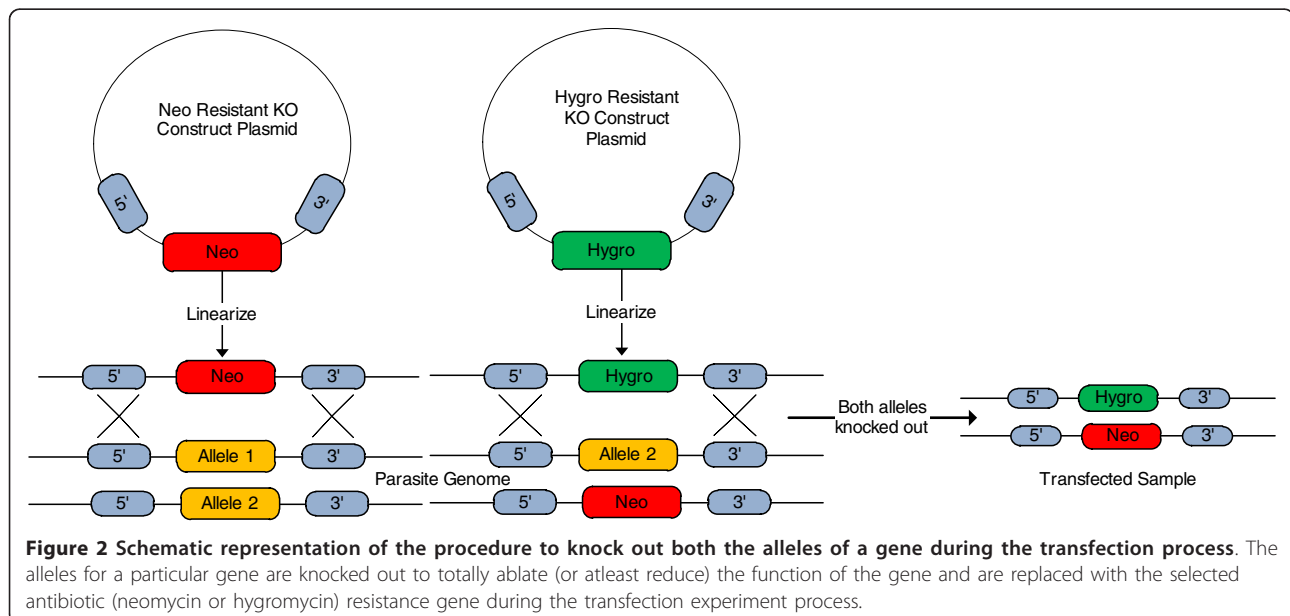 Neo Resistant KO
Construct Plasmid
5'
3'
Neo
Linearize
5'
Neo
3'
5'
Allele 1
3'
5'
Allele 2
3'
Parasite Genome
Hygro Resistant
KO Construct
Plasmid
5'
3'
Hygro
Linearize
5'
Hygro
3'
5'
Allele 2
3'
5'
Neo
3'
Both alleles
knocked out
5'
Hygro
3'
5'
Neo
3'
Transfected Sample
Figure 2 Schematic representation of the procedure to knock out both the alleles of a gene during the transfection process. The
alleles for a particular gene are knocked out to totally ablate (or atleast reduce) the function of the gene and are replaced with the selected
antibiotic (neomycin or hygromycin) resistance gene during the transfection experiment process.